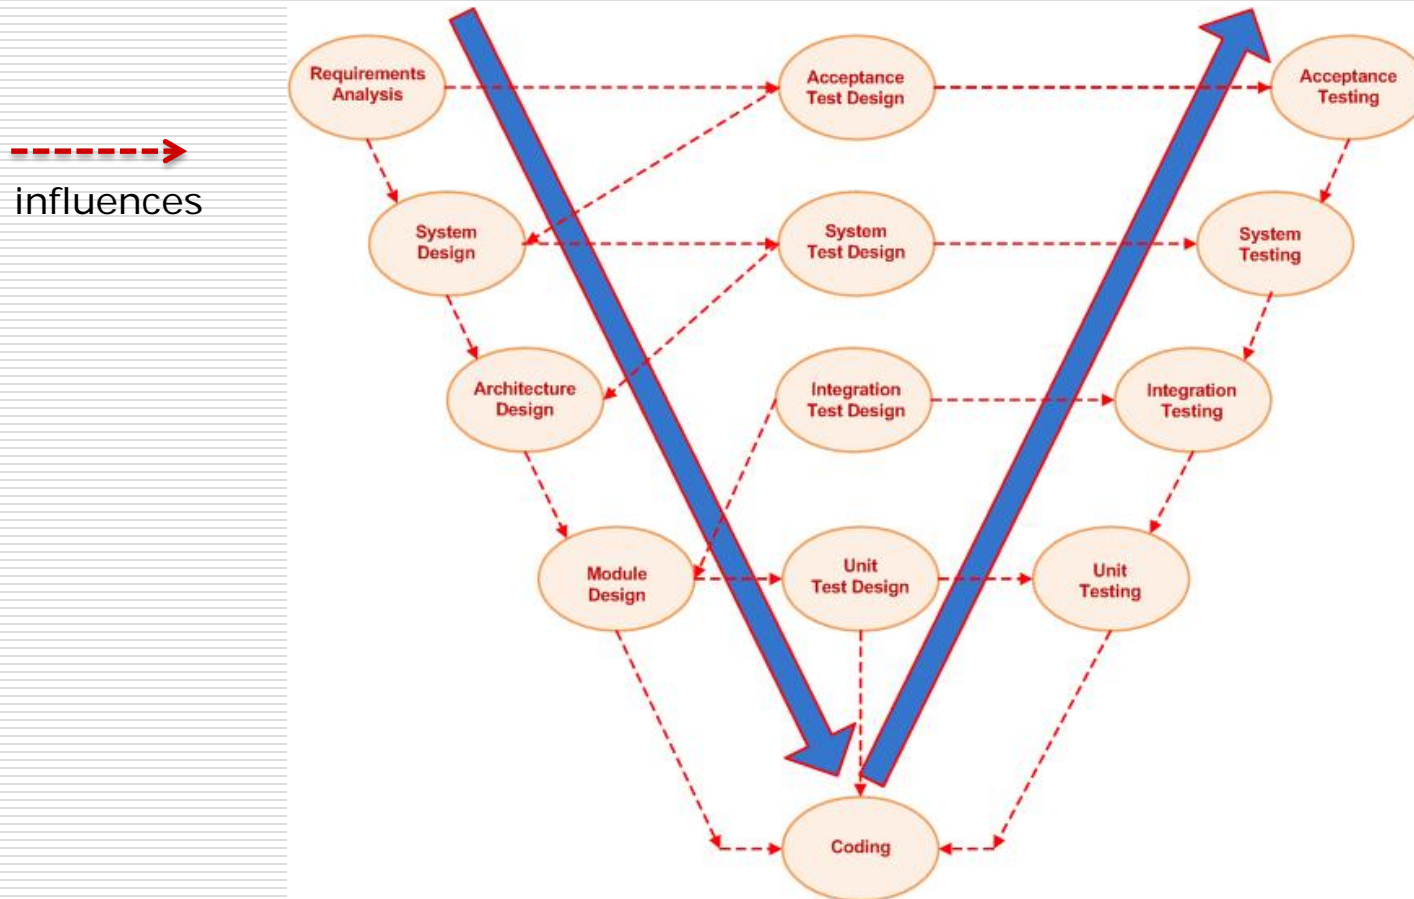 influences
Requirements
Analysis
Acceptance
Test Design
Acceptance
Testing
System
Design
System
Test Design
System
Testing
Architecture
Design
Integration
Test Design
Integration
Testing
Module
Design
Unit
Test Design
Unit
Testing
Coding